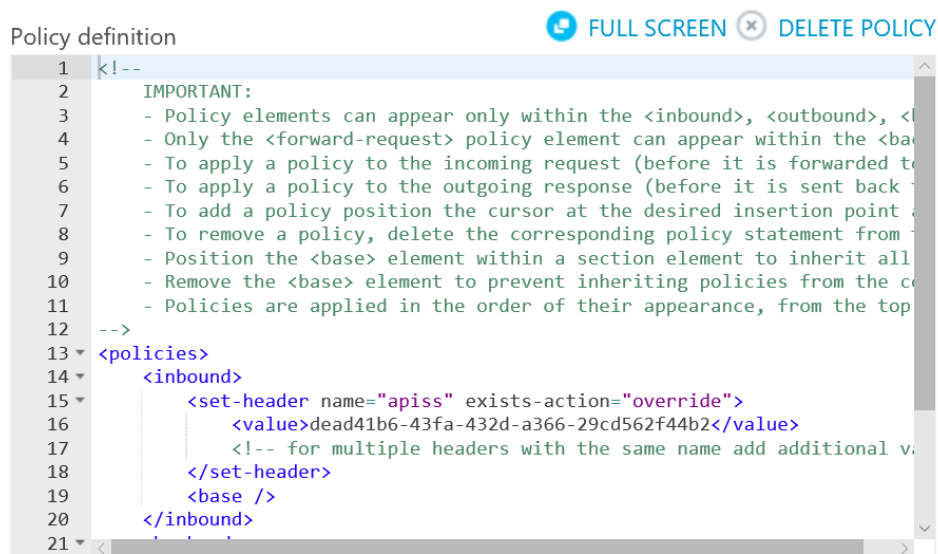 Policy definition
FULL SCREEN DELETE POLICY
1 <!--
2 IMPORTANT:
3 - Policy elements can appear only within the <inbound>, <outbound>,
4 - Only the <forward-request> policy element can appear within the
5 - To apply a policy to the incoming request (before it is forwarded
6 - To apply a policy to the outgoing response (before it is sent back
7 - To add a policy position the cursor at the desired insertion point
8 - To remove a policy, delete the corresponding policy statement from
9 - Position the <base> element within a section element to inherit all
10 - Remove the <base> element to prevent inheriting policies from the
11 - Policies are applied in the order of their appearance, from the top
12 -->
13 <policies>
14 <inbound>
15 <set-header name="apiss" exists-action="override">
16 <value>dead41b6-43fa-432d-a366-29cd562f44b2</value>
17 <!-- for multiple headers with the same name add additional
18 </set-header>
19 <base />
20 </inbound>
21